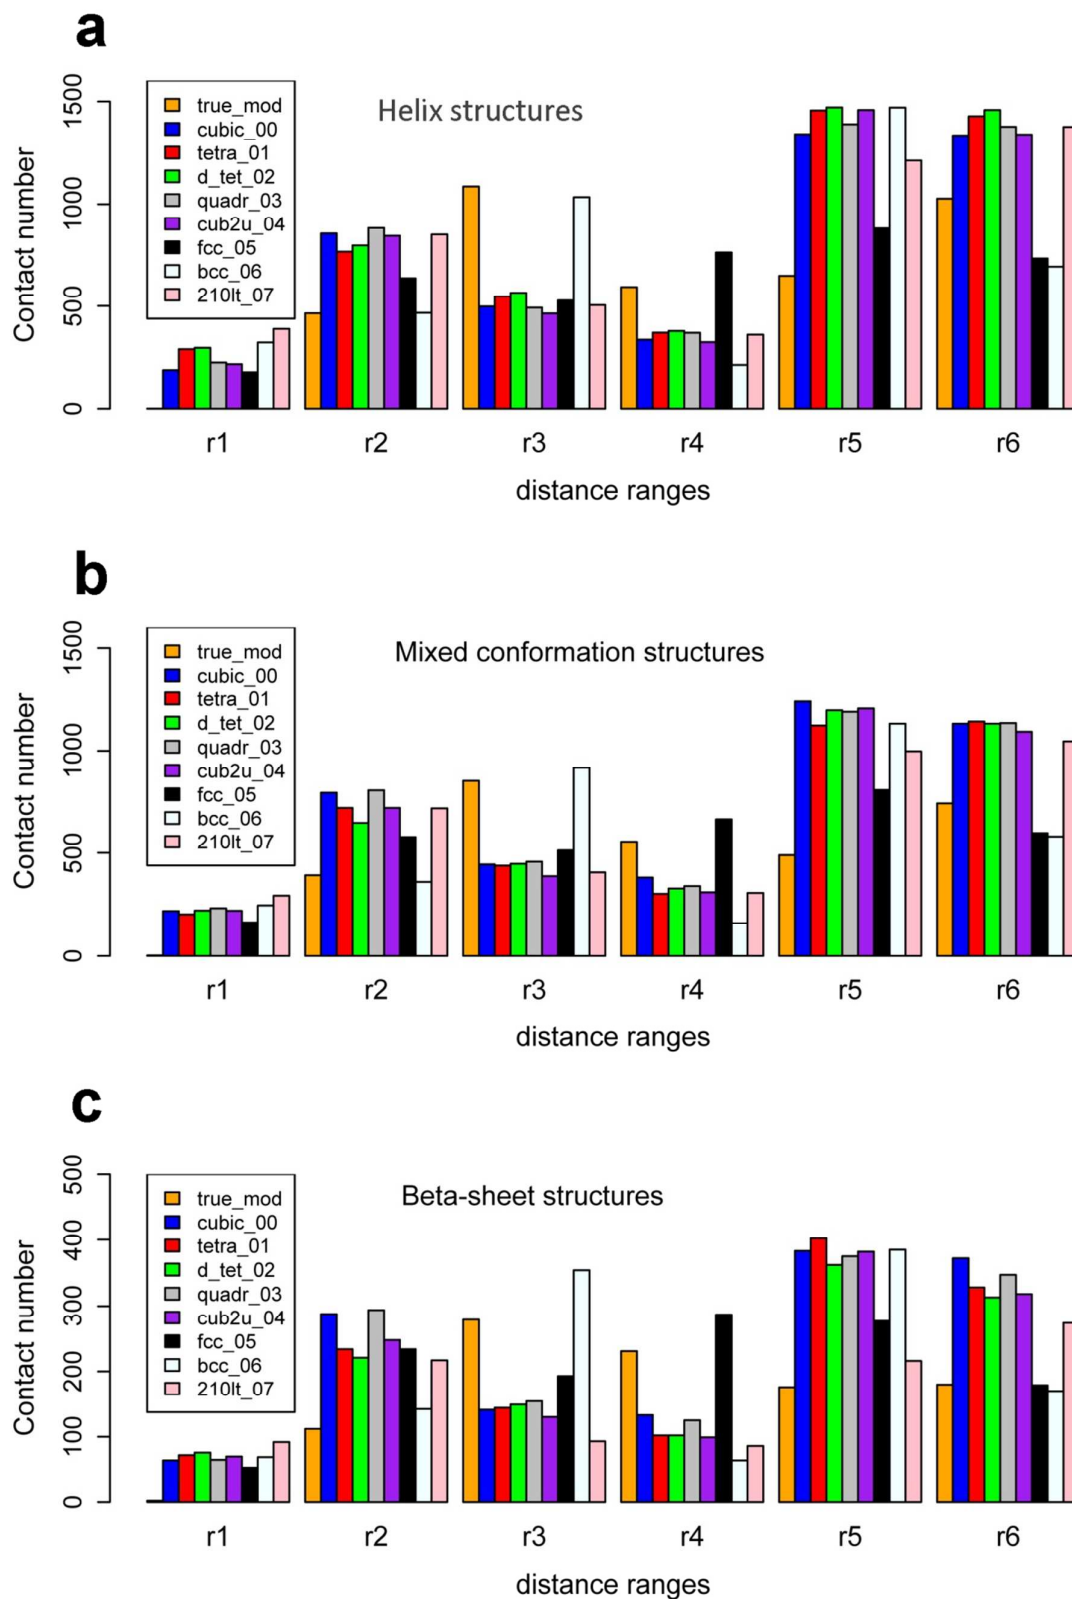 a
Helix structures
Contact number
1500
1000
500
0
true_mod
cubic_00
tetra_01
d_tet_02
quadr_03
cub2u_04
fcc_05
bcc_06
210lt_07
r1 r2 r3 r4 r5 r6
distance ranges
b
Mixed conformation structures
Contact number
1500
1000
500
0
true_mod
cubic_00
tetra_01
d_tet_02
quadr_03
cub2u_04
fcc_05
bcc_06
210lt_07
r1 r2 r3 r4 r5 r6
distance ranges
c
Beta-sheet structures
Contact number
500
400
300
200
100
0
true_mod
cubic_00
tetra_01
d_tet_02
quadr_03
cub2u_04
fcc_05
bcc_06
210lt_07
r1 r2 r3 r4 r5 r6
distance ranges